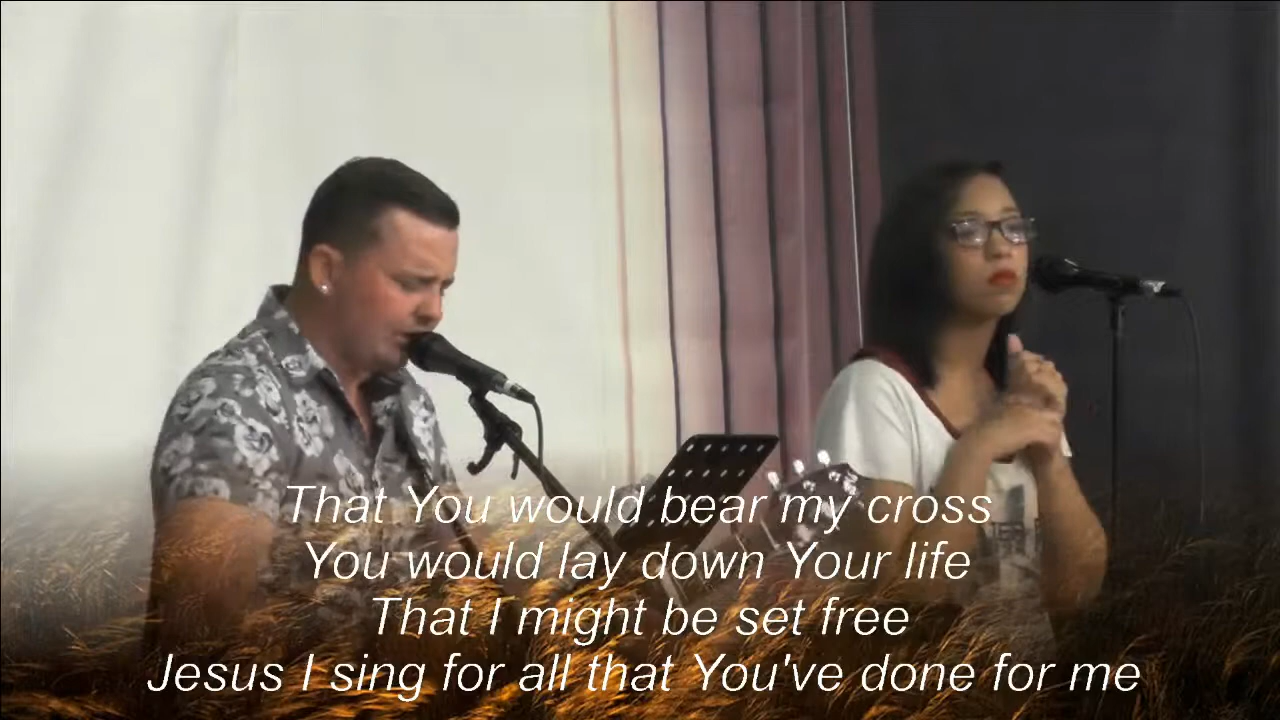 That You would bear my cross
You would lay down Your life
That I might be set free
Jesus I sing for all that You've done for me